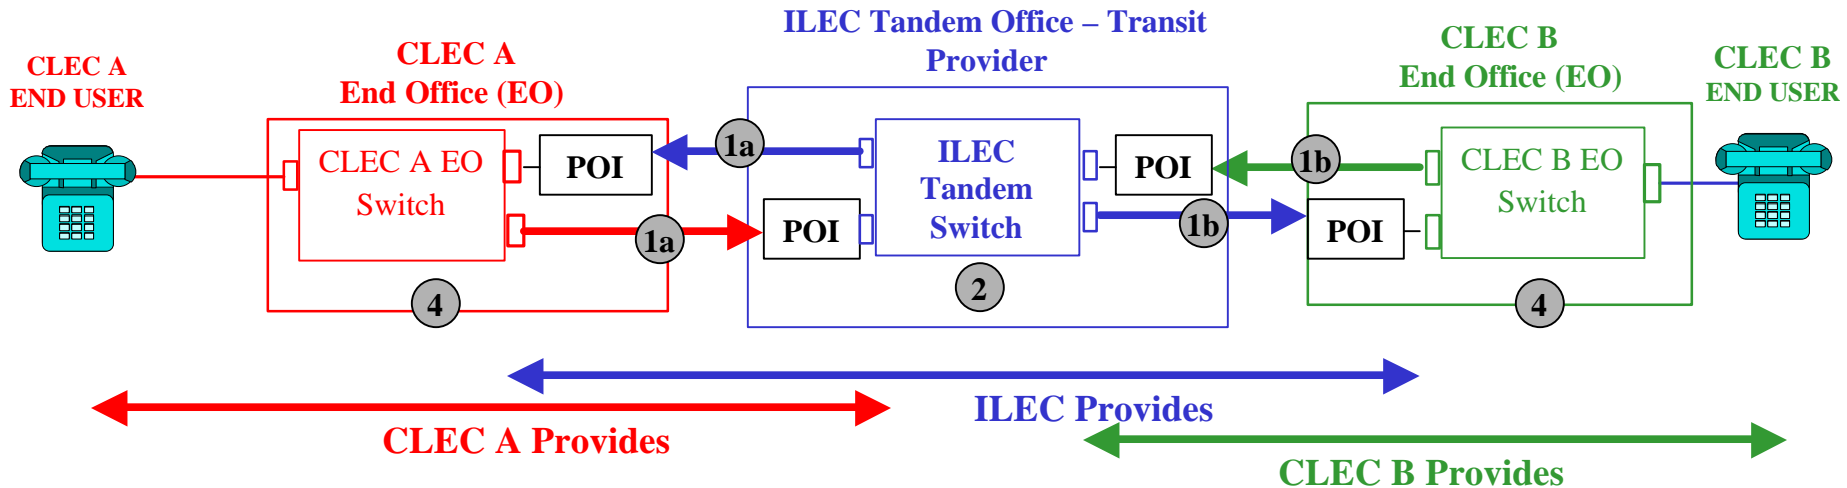 ILEC Tandem Office – Transit
Provider
CLEC A
End Office (EO)
CLEC B
End Office (EO)
CLEC A
END USER
CLEC B
END USER
CLEC A EO
Switch
POI
1a
ILEC
Tandem
Switch
POI
1b
CLEC B EO
Switch
1a
POI
1b
POI
4
2
4
ILEC Provides
CLEC A Provides
CLEC B Provides